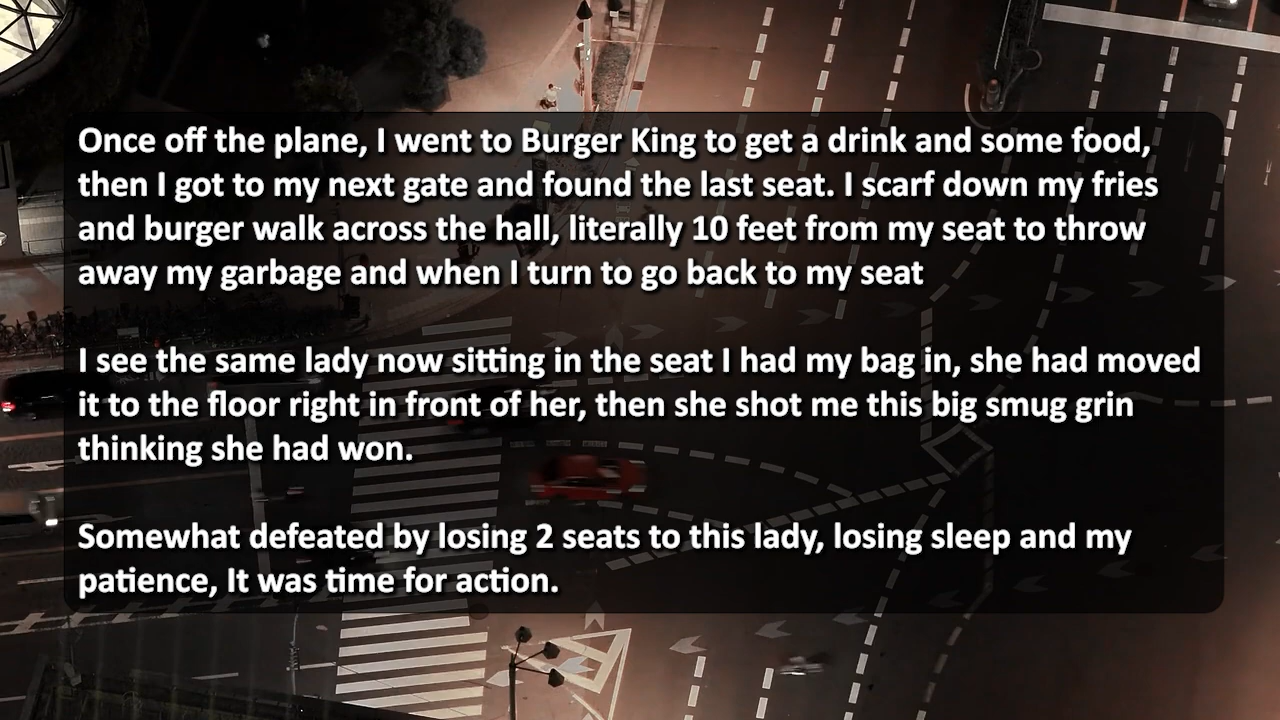 Once off the plane, I went to Burger King to get a drink and some food,
then I got to my next gate and found the last seat. I scarf down my fries
and burger walk across the hall, literally 10 feet from my seat to throw
away my garbage and when I turn to go back to my seat
I see the same lady now sitting in the seat I had my bag in, she had moved
it to the floor right in front of her, then she shot me this big smug grin
thinking she had won.
Somewhat defeated by losing 2 seats to this lady, losing sleep and my
patience, It was time for action.